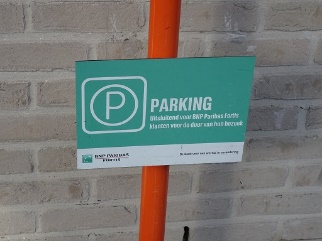 P
PARKING
Uitsluitend voor BNP Paribas Fortis
klanten voor de duur van hun bezoek
BNP PARIBAS
FORTIS